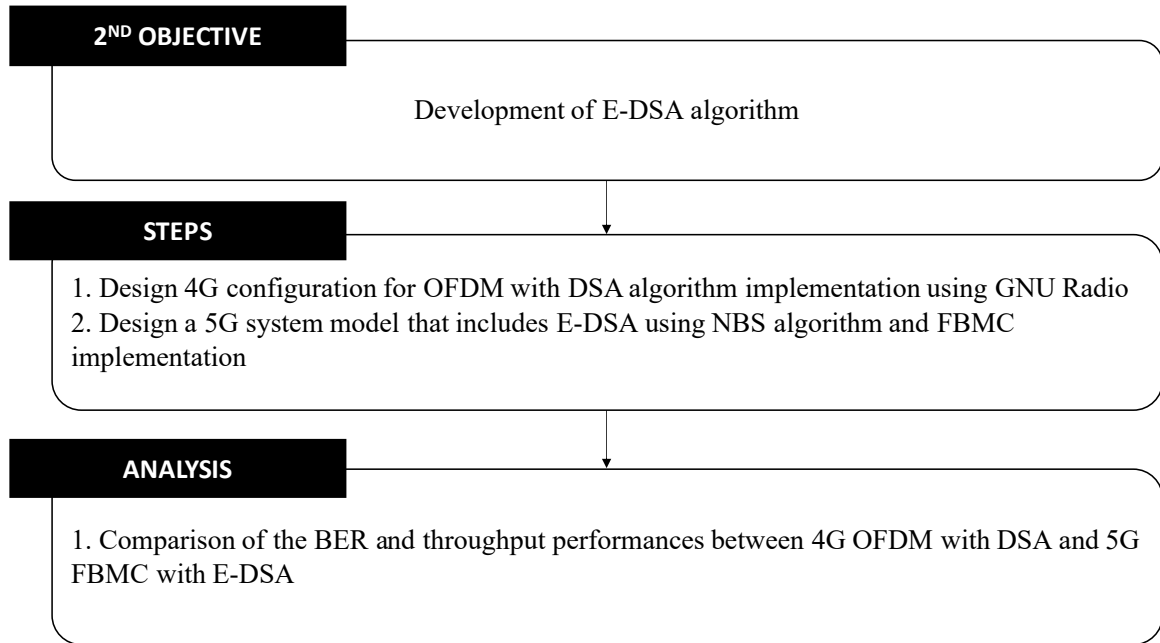 2ND OBJECTIVE
Development of E-DSA algorithm
STEPS
1. Design 4G configuration for OFDM with DSA algorithm implementation using GNU Radio
2. Design a 5G system model that includes E-DSA using NBS algorithm and FBMC
implementation
ANALYSIS
1. Comparison of the BER and throughput performances between 4G OFDM with DSA and 5G
FBMC with E-DSA